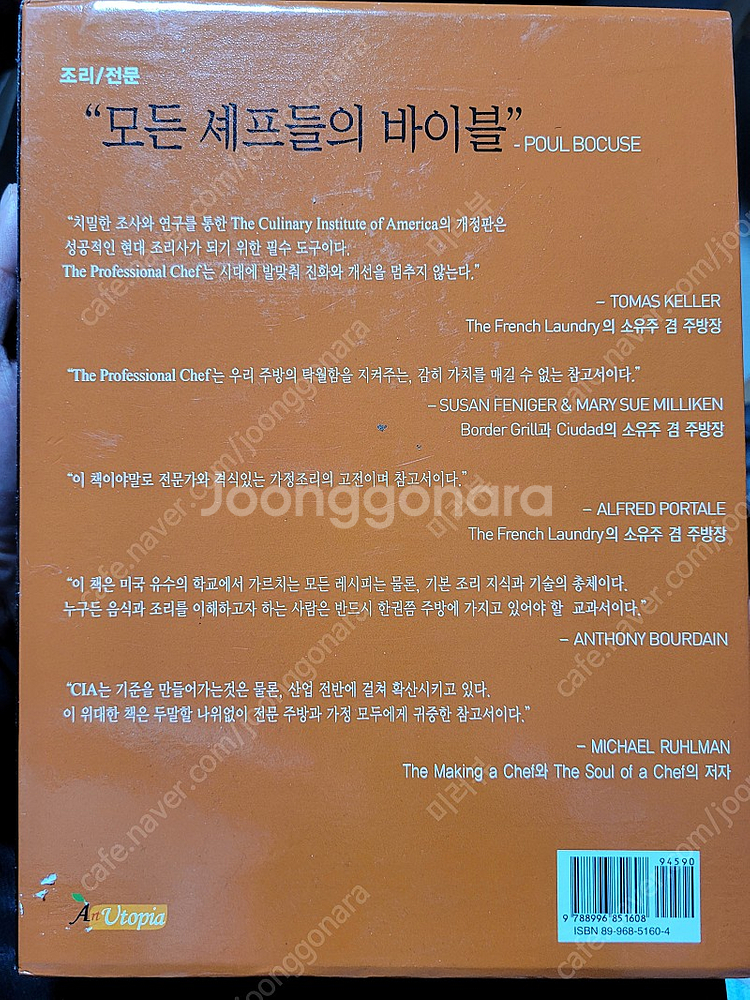 조리/전문
“모든 셰프들의 바이블” - POUL BOCUSE
“치밀한 조사와 연구를 통한 The Culinary Institute of America의 개정판은
성공적인 현대 조리사가 되기 위한 필수 도구이다.
The Professional Chef는 시대에 발맞춰 진화와 개선을 멈추지 않는다.”
– TOMAS KELLER
The French Laundry의 소유주 겸 주방장
“The Professional Chef는 우리 주방의 탁월함을 지켜주는, 감히 가치를 매길 수 없는 참고서이다.”
– SUSAN FENIGER & MARY SUE MILLIKEN
Border Grill과 Ciudad의 소유주 겸 주방장
“이 책이야말로 전문가와 격식있는 가정조리의 고전이며 참고서이다.”
– ALFRED PORTALE
The French Laundry의 소유주 겸 주방장
“이 책은 미국 유수의 학교에서 가르치는 모든 레시피는 물론, 기본 조리 지식과 기술의 총체이다.
누구든 음식과 조리를 이해하고자 하는 사람은 반드시 한권쯤 주방에 가지고 있어야 할 교과서이다.”
– ANTHONY BOURDAIN
“CIA는 기준을 만들어가는것은 물론, 산업 전반에 걸쳐 확산시키고 있다.
이 위대한 책은 두말할 나위없이 전문 주방과 가정 모두에게 귀중한 참고서이다.”
– MICHAEL RUHLMAN
The Making a Chef와 The Soul of a Chef의 저자
An Utopia
94590
9 788996 851608
ISBN 89-968-5160-4
Joonggonara
cafe.naver.com/joonggonara
cafe.naver.com/joonggonara
cafe.naver.com/joonggonara